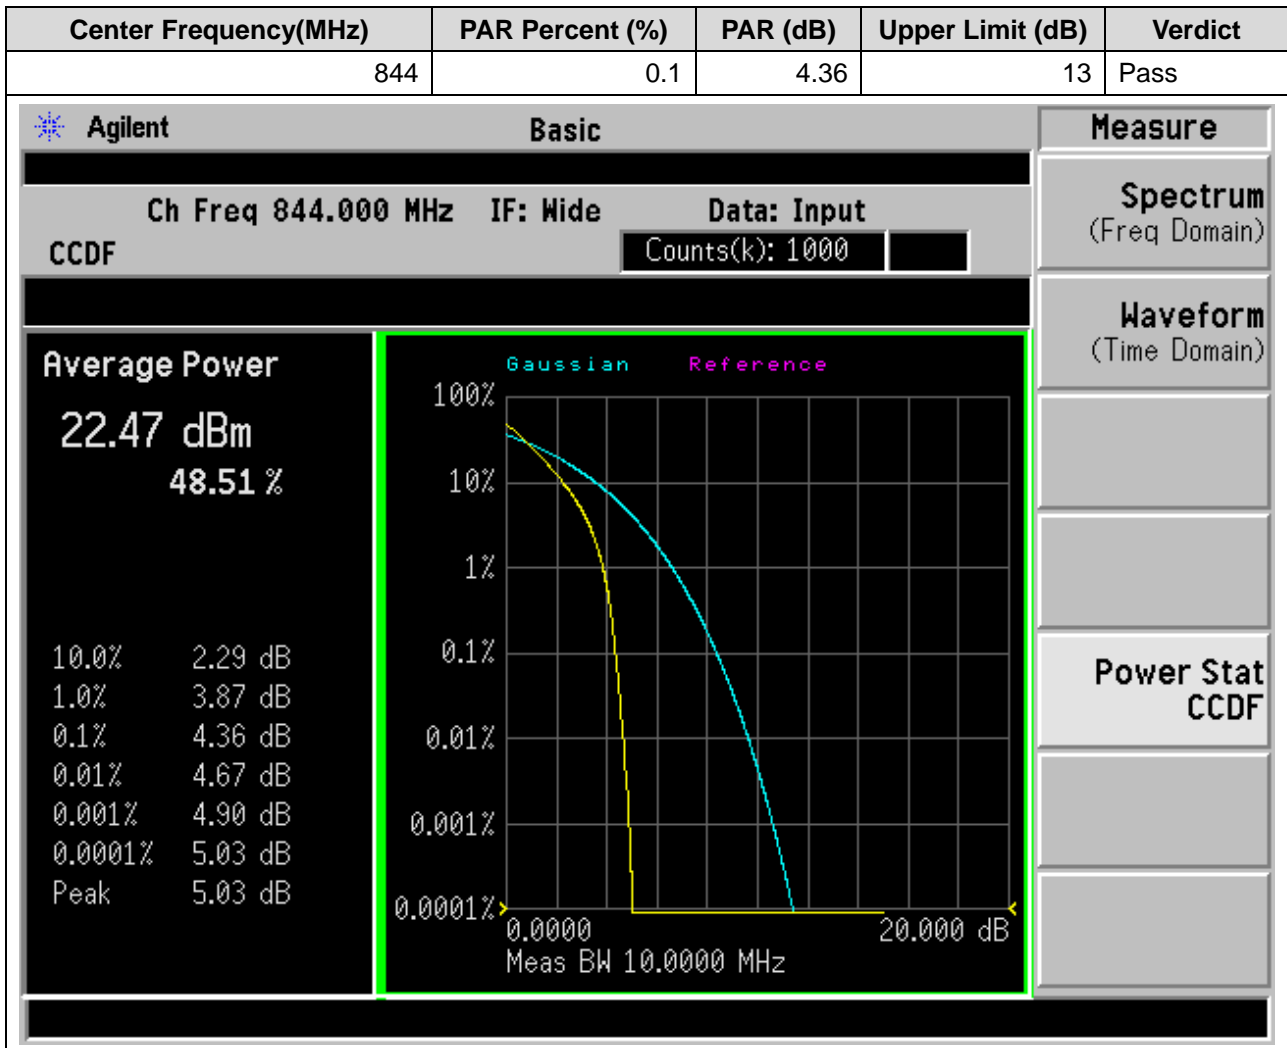 Center Frequency(MHz) PAR Percent (%) PAR (dB) Upper Limit (dB) Verdict
844 0.1 4.36 13 Pass
Agilent Basic Measure
Ch Freq 844.000 MHz IF: Wide Data: Input
CCDF Counts(k): 1000
Spectrum
(Freq Domain)
Waveform
(Time Domain)
Power Stat
CCDF
Average Power
22.47 dBm
48.51 %
10.0% 2.29 dB
1.0% 3.87 dB
0.1% 4.36 dB
0.01% 4.67 dB
0.001% 4.90 dB
0.0001% 5.03 dB
Peak 5.03 dB
Gaussian Reference
100%
10%
1%
0.1%
0.01%
0.001%
0.0001%
0.0000 20.000 dB
Meas BW 10.0000 MHz